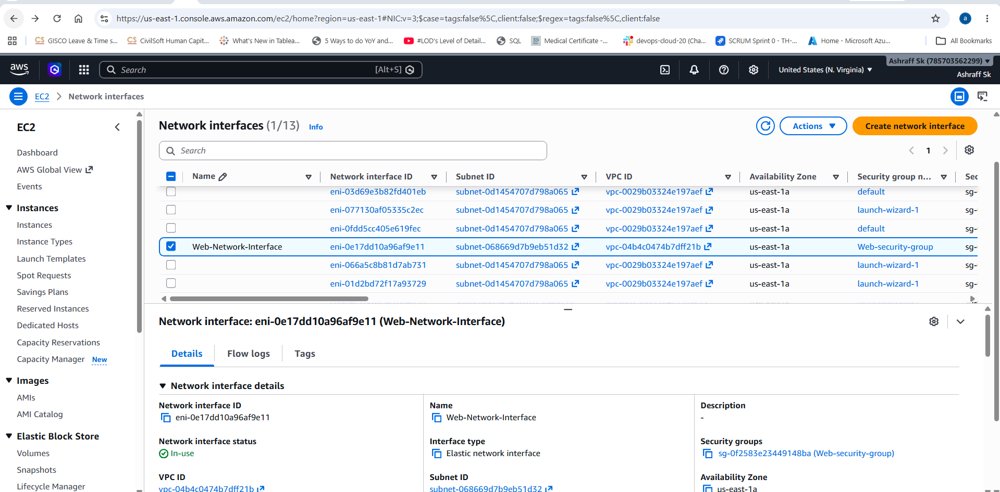 https://us-east-1.console.aws.amazon.com/ec2/home?region=us-east-1#NIC:v=3;$case=tags:false%5C,client:false;$regex=tags:false%5C,client:false
a
GISCO Leave & Time s...
CivilSoft Human Capit...
What's New in Tablea...
5 Ways to do YoY and...
#LOD's Level of Detail...
SQL
Medical Certificate -...
devops-cloud-20 (Cha...
SCRUM Sprint 0 - TH-...
Home - Microsoft Azu...
All Bookmarks
aws
Search
[Alt+S]
United States (N. Virginia)
Ashraff Sk (785703562299)
Ashraff Sk
EC2
Network interfaces
EC2
Dashboard
AWS Global View
Events
Instances
Instances
Instance Types
Launch Templates
Spot Requests
Savings Plans
Reserved Instances
Dedicated Hosts
Capacity Reservations
Capacity Manager New
Images
AMIs
AMI Catalog
Elastic Block Store
Volumes
Snapshots
Lifecycle Manager
Network interfaces (1/13) Info
Actions
Create network interface
Search
1
Name Network interface ID Subnet ID VPC ID Availability Zone Security group n... Sec
eni-03d69e3b82fd401eb subnet-0d1454707d798a065 vpc-0029b03324e197aef us-east-1a default sg-
eni-077130af05335c2ec subnet-0d1454707d798a065 vpc-0029b03324e197aef us-east-1a launch-wizard-1 sg-
eni-0fdd5cc405e619fec subnet-0d1454707d798a065 vpc-0029b03324e197aef us-east-1a default sg-
Web-Network-Interface eni-0e17dd10a96af9e11 subnet-068669d7b9eb51d32 vpc-04b4c0474b7dff21b us-east-1a Web-security-group sg-
eni-066a5c8b81d7ab731 subnet-0d1454707d798a065 vpc-0029b03324e197aef us-east-1a launch-wizard-1 sg-
eni-01d2bd72f17a93729 subnet-0d1454707d798a065 vpc-0029b03324e197aef us-east-1a launch-wizard-1 sg-
Network interface: eni-0e17dd10a96af9e11 (Web-Network-Interface)
Details
Flow logs
Tags
Network interface details
Network interface ID
eni-0e17dd10a96af9e11
Name
Web-Network-Interface
Description
-
Network interface status
In-use
Interface type
Elastic network interface
Security groups
sg-0f2583e23449148ba (Web-security-group)
VPC ID
vpc-04b4c0474b7dff21b
Subnet ID
subnet-068669d7b9eb51d32
Availability Zone
us-east-1a